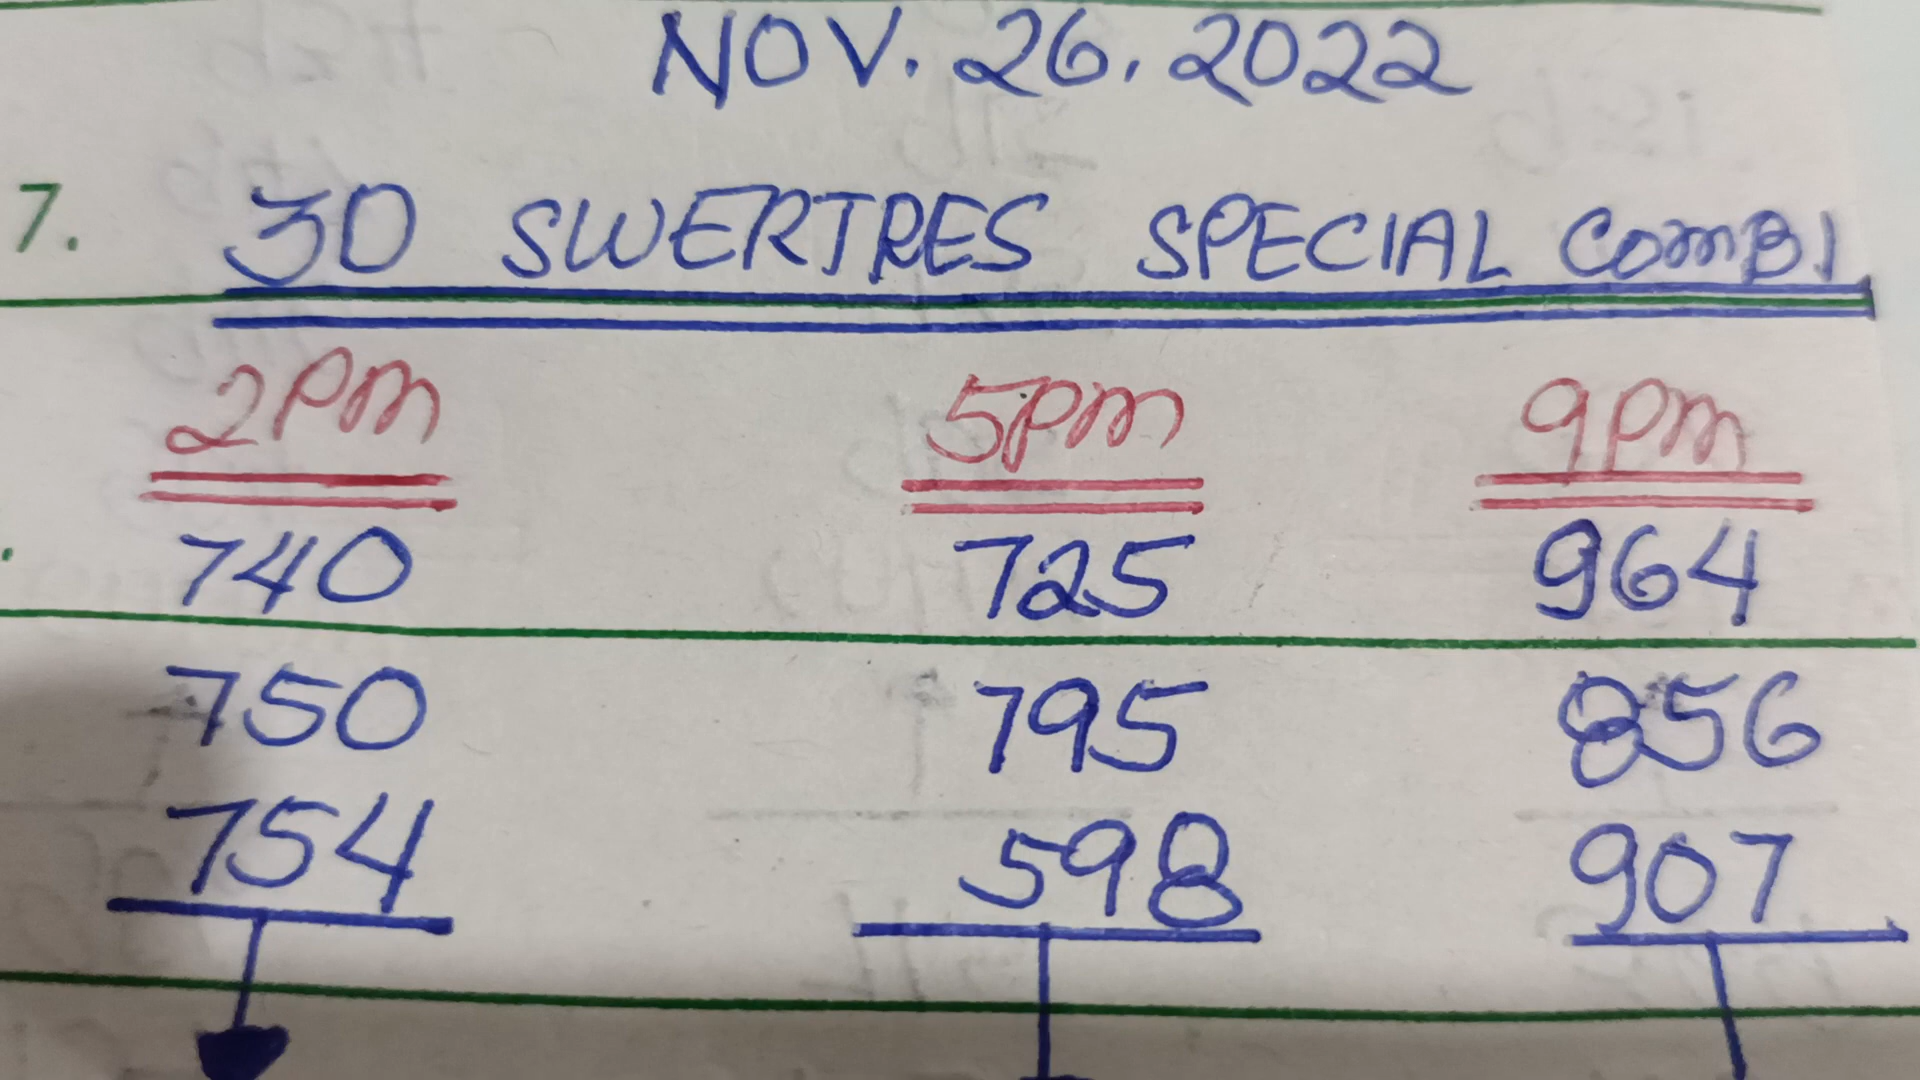 NOV. 26. 2022
7. 3D SWERTRES SPECIAL COMBI
2PM 5PM 9PM
740 725 964
750 795 856
754 598 907